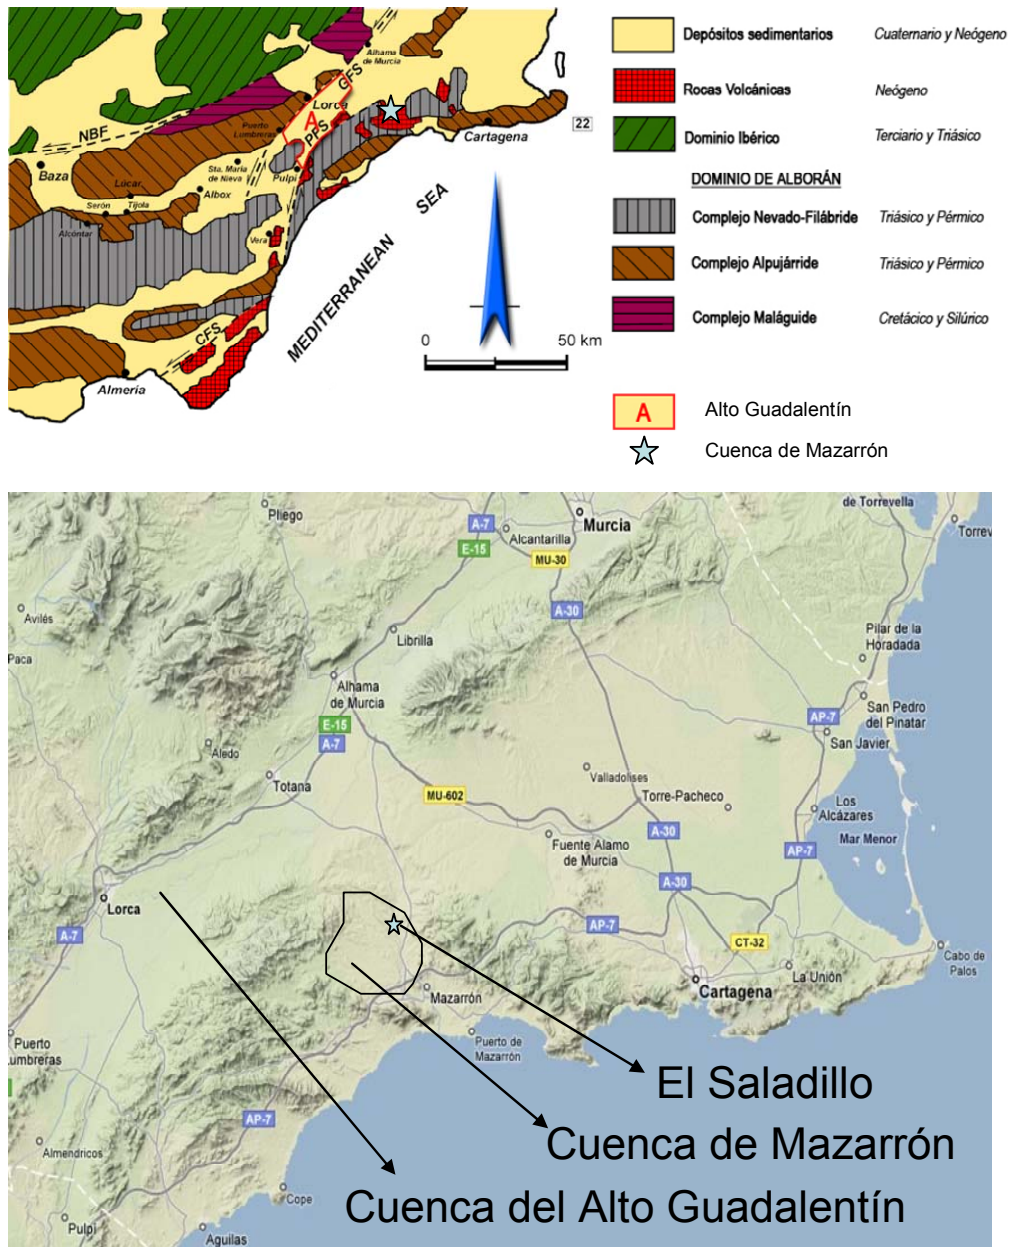 Alhama
de Murcia
GFS
Lorca
A
Puerto
Lumbreras
PFS
NBF
Cartagena
22
Baza
Sta. Maria
de Nieva
Pulpí
Lúcar
Albox
Serón
Tíjola
Alcóntar
Vera
SEA
MEDITERRANEAN
CFS
Almería
0
50 km
Depósitos sedimentarios
Cuaternario y Neógeno
Rocas Volcánicas
Neógeno
Dominio Ibérico
Terciario y Triásico
DOMINIO DE ALBORÁN
Complejo Nevado-Filábride
Triásico y Pérmico
Complejo Alpujárride
Triásico y Pérmico
Complejo Maláguide
Cretácico y Silúrico
A
Alto Guadalentín
Cuenca de Mazarrón
Pliego
A-7
Murcia
de Torrevella
Alcantarilla
Torrev
E-15
MU-30
Avilés
A-30
Librilla
Pilar de la
Horadada
Paca
Alhama
de Murcia
San Pedro
del Pinatar
E-15
AP-7
A-7
San Javier
Aledo
Totana
Valladolises
MU-602
Torre-Pacheco
Los
Alcázares
A-30
Fuente Alamo
de Murcia
Mar Menor
AP-7
A-30
Lorca
AP-7
A-7
CT-32
Cabo de
Palos
La Unión
Cartagena
Mazarrón
Puerto
umbreras
Puerto de
Mazarrón
El Saladillo
AP-7
Almendricos
Cuenca de Mazarrón
Cope
Cuenca del Alto Guadalentín
Pulpí
Aguilas